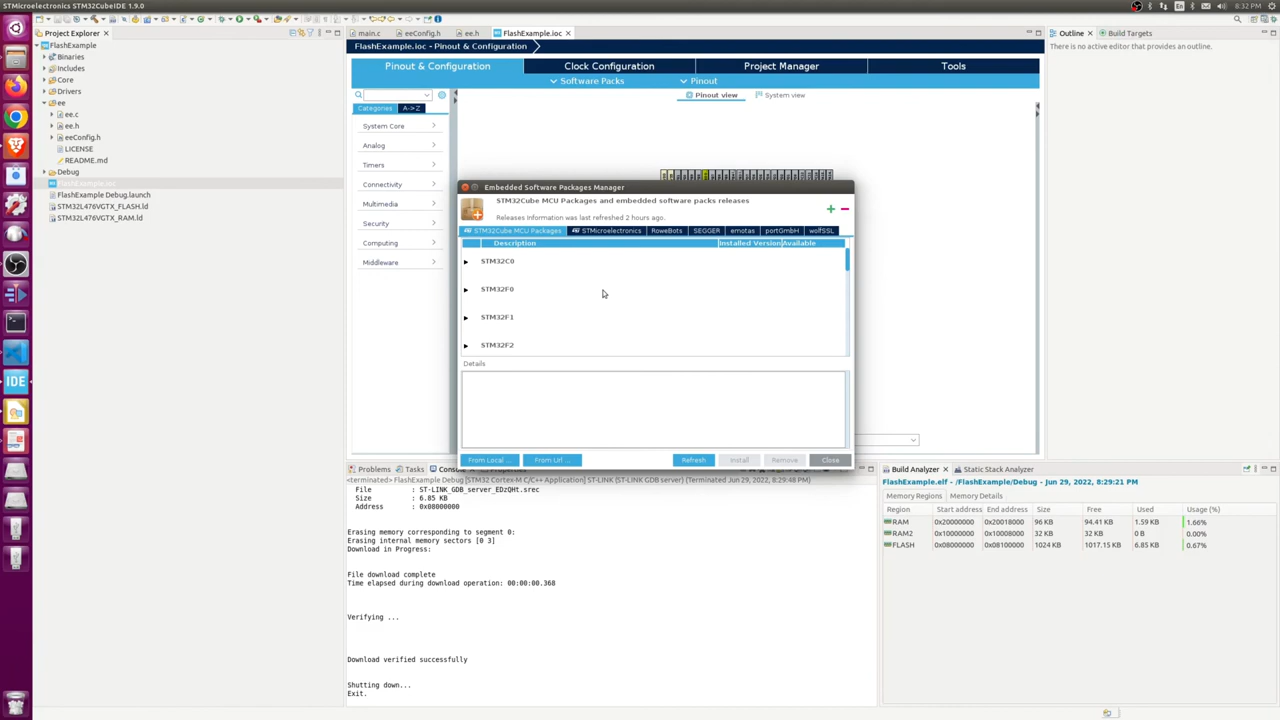 STMicroelectronics STM32CubeIDE 1.9.0
En
8:32 PM
Project Explorer
FlashExample
Binaries
Includes
Core
Drivers
ee
ee.c
ee.h
eeConfig.h
LICENSE
README.md
Debug
FlashExample.ioc
FlashExample Debug.launch
STM32L476VGTX_FLASH.ld
STM32L476VGTX_RAM.ld
IDE
main.c
eeConfig.h
ee.h
FlashExample.ioc
FlashExample.ioc - Pinout & Configuration
Pinout & Configuration
Clock Configuration
Project Manager
Tools
Software Packs
Pinout
Pinout view
System view
Categories
A->Z
System Core
Analog
Timers
Connectivity
Multimedia
Security
Computing
Middleware
Embedded Software Packages Manager
STM32Cube MCU Packages and embedded software packs releases
Releases Information was last refreshed 2 hours ago.
STM32Cube MCU Packages
STMicroelectronics
RoweBots
SEGGER
emotas
portGmbH
wolfSSL
Description
Installed Version
Available
STM32C0
STM32F0
STM32F1
STM32F2
Details
From Local ...
From Url ...
Refresh
Install
Remove
Close
Outline
Build Targets
There is no active editor that provides an outline.
Problems
Tasks
Console
Properties
<terminated> FlashExample Debug [STM32 Cortex-M C/C++ Application] ST-LINK (ST-LINK GDB server) (Terminated Jun 29, 2022, 8:29:48 PM)
File : ST-LINK_GDB_server_EDzQHt.srec
Size : 6.85 KB
Address : 0x08000000
Erasing memory corresponding to segment 0:
Erasing internal memory sectors [0 3]
Download in Progress:
File download complete
Time elapsed during download operation: 00:00:00.368
Verifying ...
Download verified successfully
Shutting down...
Exit.
Build Analyzer
Static Stack Analyzer
FlashExample.elf - /FlashExample/Debug - Jun 29, 2022, 8:29:21 PM
Memory Regions
Memory Details
Region Start address End address Size Free Used Usage (%)
RAM 0x20000000 0x20018000 96 KB 94.41 KB 1.59 KB 1.66%
RAM2 0x10000000 0x10008000 32 KB 32 KB 0 B 0.00%
FLASH 0x08000000 0x08100000 1024 KB 1017.15 KB 6.85 KB 0.67%